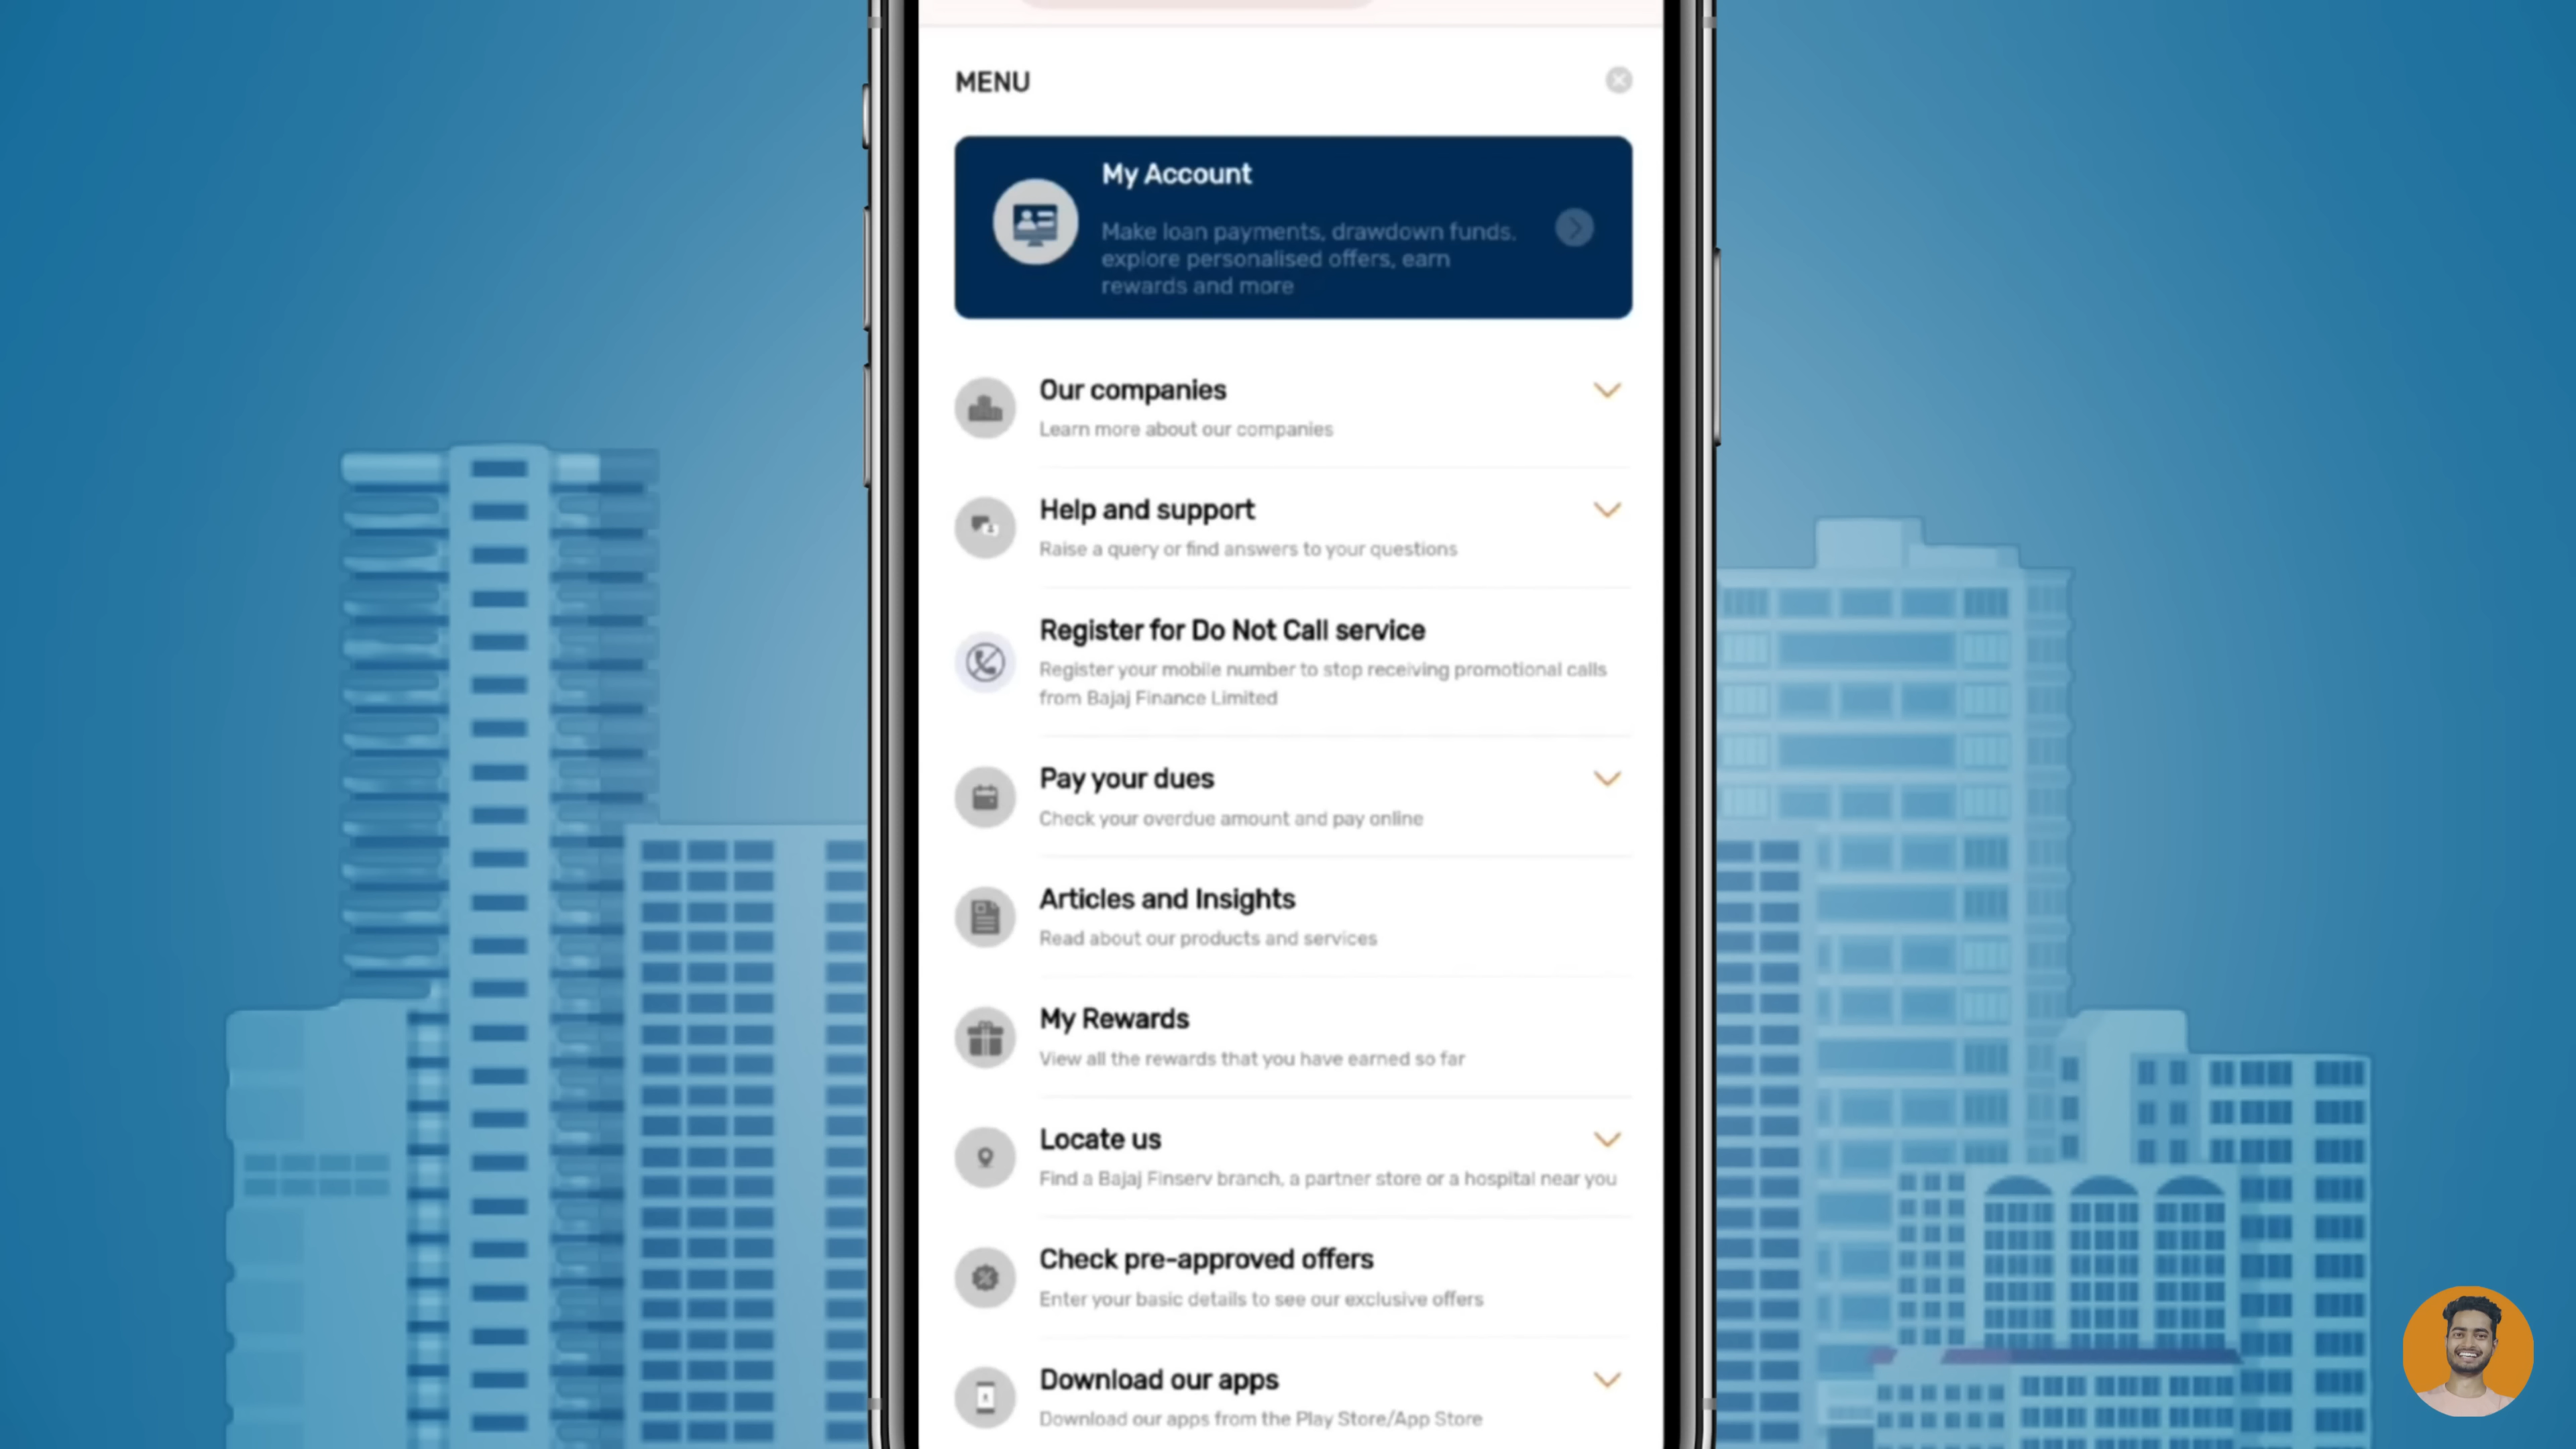 MENU
My Account
Make loan payments, drawdown funds,
explore personalised offers, earn
rewards and more
Our companies
Learn more about our companies
Help and support
Raise a query or find answers to your questions
Register for Do Not Call service
Register your mobile number to stop receiving promotional calls
from Bajaj Finance Limited
Pay your dues
Check your overdue amount and pay online
Articles and Insights
Read about our products and services
My Rewards
View all the rewards that you have earned so far
Locate us
Find a Bajaj Finserv branch, a partner store or a hospital near you
Check pre-approved offers
Enter your basic details to see our exclusive offers
Download our apps
Download our apps from the Play Store/App Store